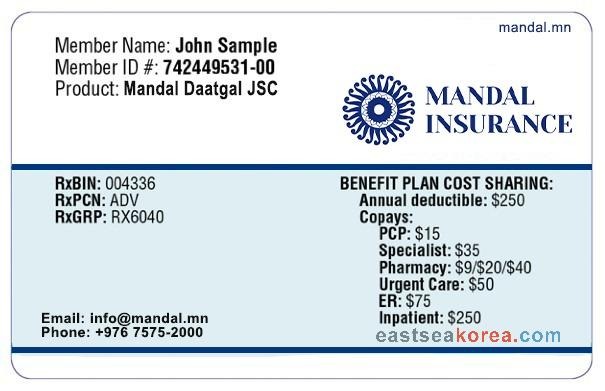 mandal.mn
Member Name: John Sample
Member ID #: 742449531-00
Product: Mandal Daatgal JSC
MANDAL
INSURANCE
RxBIN: 004336
RxPCN: ADV
RxGRP: RX6040
BENEFIT PLAN COST SHARING:
Annual deductible: $250
Copays:
PCP: $15
Specialist: $35
Pharmacy: $9/$20/$40
Urgent Care: $50
ER: $75
Inpatient: $250
Email: info@mandal.mn
Phone: +976 7575-2000
eastseakorea.com